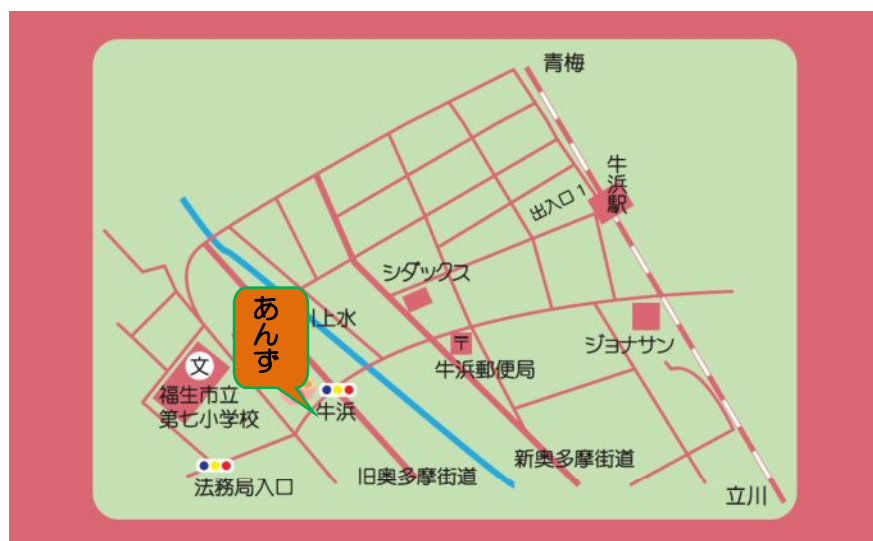 青梅
牛浜駅
出入口1
シダックス
あんず
上水
ジョナサン
〒
牛浜郵便局
文
福生市立
第七小学校
牛浜
新奥多摩街道
旧奥多摩街道
法務局入口
立川